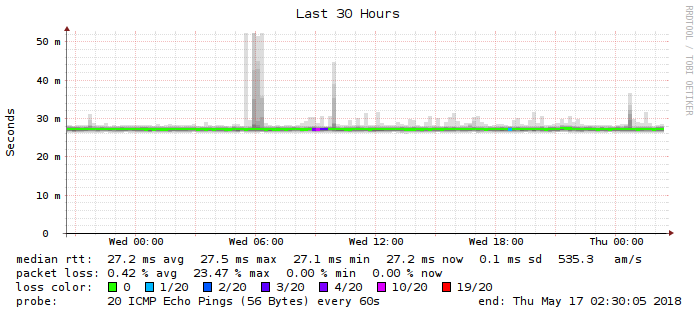 Last 30 Hours
RRDTOOL / TOBI OETIKER
Seconds
50 m
40 m
30 m
20 m
10 m
0
Wed 00:00 Wed 06:00 Wed 12:00 Wed 18:00 Thu 00:00
median rtt: 27.2 ms avg 27.5 ms max 27.1 ms min 27.2 ms now 0.1 ms sd 535.3 am/s
packet loss: 0.42 % avg 23.47 % max 0.00 % min 0.00 % now
loss color: 0 1/20 2/20 3/20 4/20 10/20 19/20
probe: 20 ICMP Echo Pings (56 Bytes) every 60s end: Thu May 17 02:30:05 2018